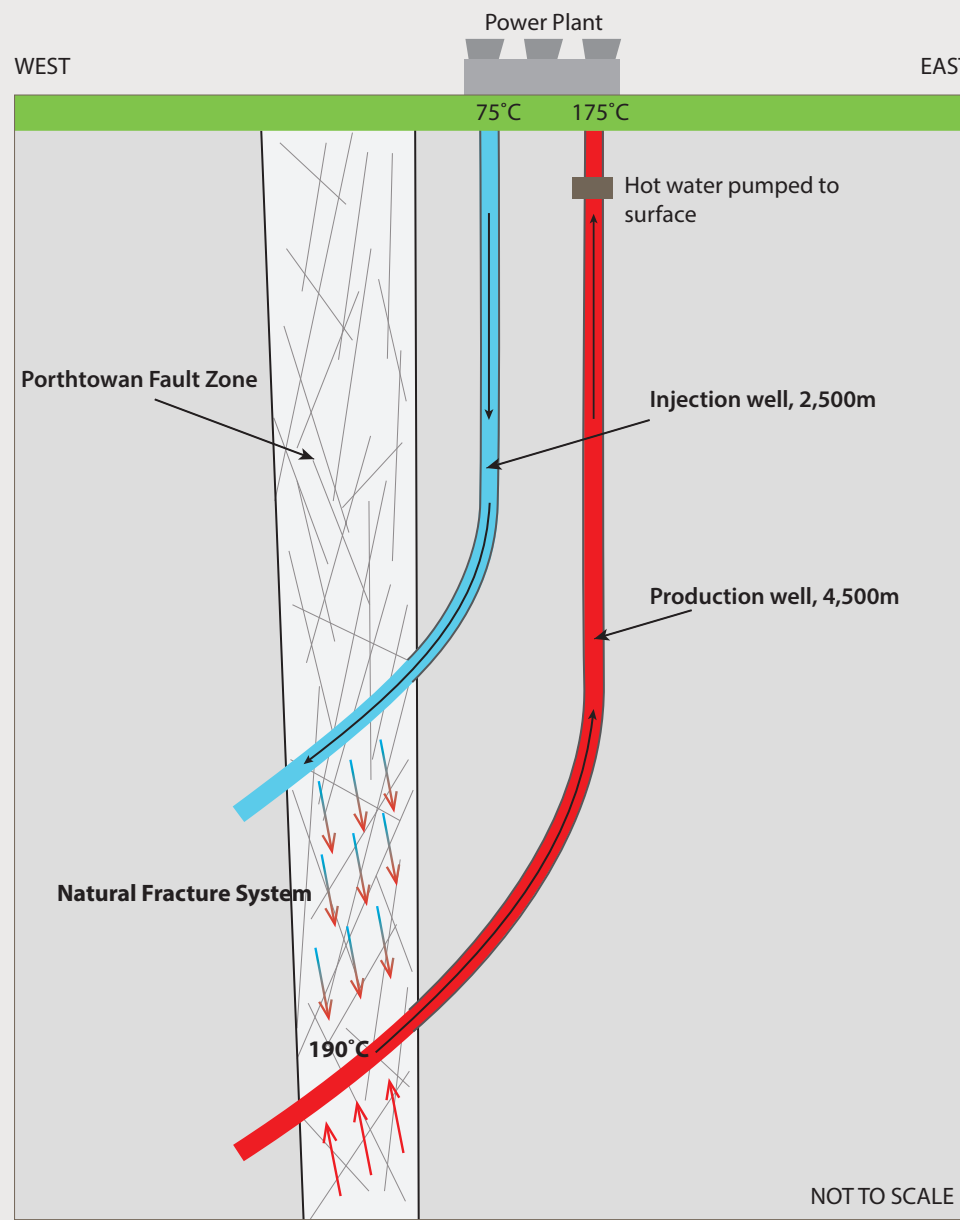 Power Plant
WEST
EAST
75˚C
175˚C
Hot water pumped to
surface
Porthtowan Fault Zone
Injection well, 2,500m
Production well, 4,500m
Natural Fracture System
190˚C
NOT TO SCALE